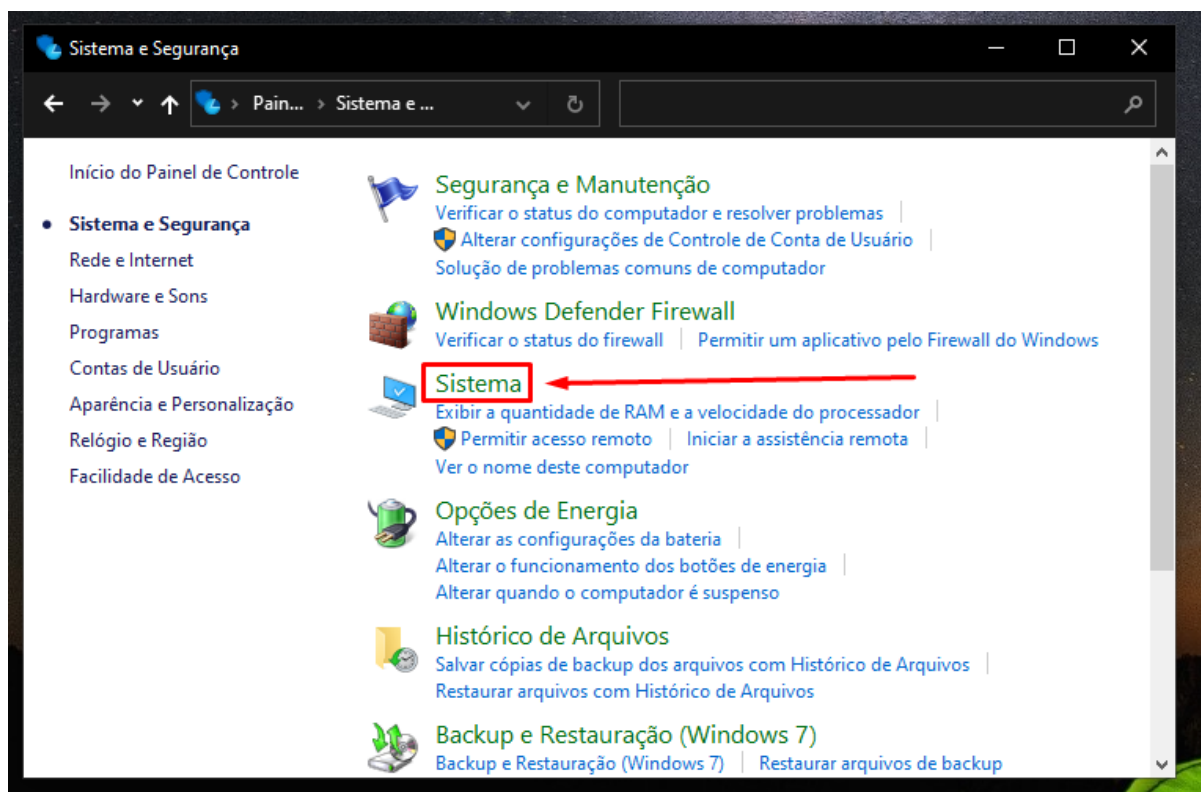 Sistema e Segurança
Pain... Sistema e ...
Início do Painel de Controle
Sistema e Segurança
Rede e Internet
Hardware e Sons
Programas
Contas de Usuário
Aparência e Personalização
Relógio e Região
Facilidade de Acesso
Segurança e Manutenção
Verificar o status do computador e resolver problemas
Alterar configurações de Controle de Conta de Usuário
Solução de problemas comuns de computador
Windows Defender Firewall
Verificar o status do firewall Permitir um aplicativo pelo Firewall do Windows
Sistema
Exibir a quantidade de RAM e a velocidade do processador
Permitir acesso remoto Iniciar a assistência remota
Ver o nome deste computador
Opções de Energia
Alterar as configurações da bateria
Alterar o funcionamento dos botões de energia
Alterar quando o computador é suspenso
Histórico de Arquivos
Salvar cópias de backup dos arquivos com Histórico de Arquivos
Restaurar arquivos com Histórico de Arquivos
Backup e Restauração (Windows 7)
Backup e Restauração (Windows 7) Restaurar arquivos de backup